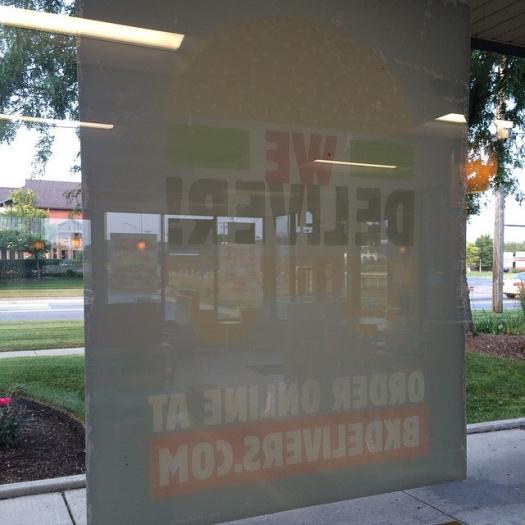 WE
DELIVER!
ORDER ONLINE AT
BKDELIVERS.COM